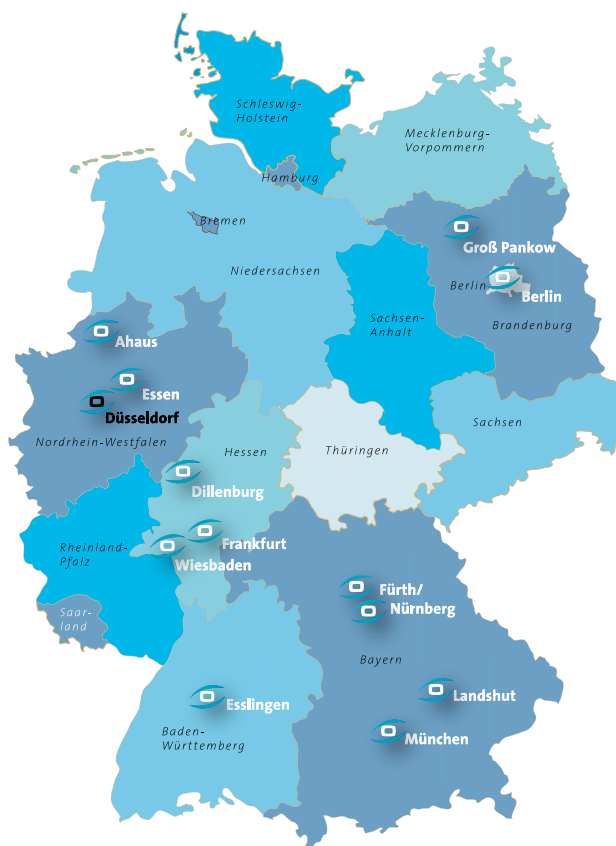 Schleswig-
Holstein
Mecklenburg-
Vorpommern
Hamburg
Bremen
Groß Pankow
Niedersachsen
Berlin
Berlin
Sachsen-
Anhalt
Brandenburg
Ahaus
Essen
Düsseldorf
Nordrhein-Westfalen
Hessen
Thüringen
Sachsen
Dillenburg
Frankfurt
Rheinland-
Pfalz
Wiesbaden
Fürth/
Nürnberg
Saar-
land
Bayern
Landshut
Esslingen
Baden-
Württemberg
München